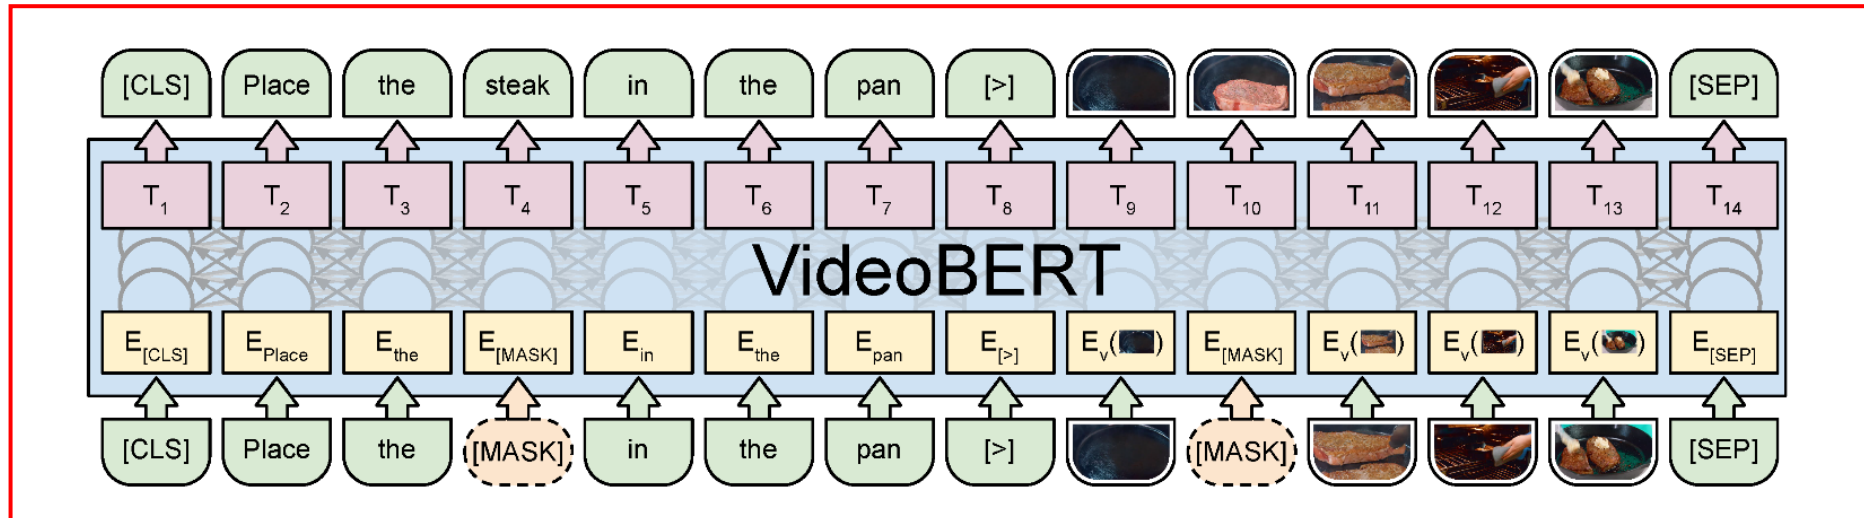 [CLS] Place the steak in the pan [>] [SEP]
T1 T2 T3 T4 T5 T6 T7 T8 T9 T10 T11 T12 T13 T14
VideoBERT
E[CLS] EPlace Ethe E[MASK] Ein Ethe Epan E[>] Ev( ) E[MASK] Ev( ) Ev( ) Ev( ) E[SEP]
[CLS] Place the [MASK] in the pan [>] [MASK] [SEP]